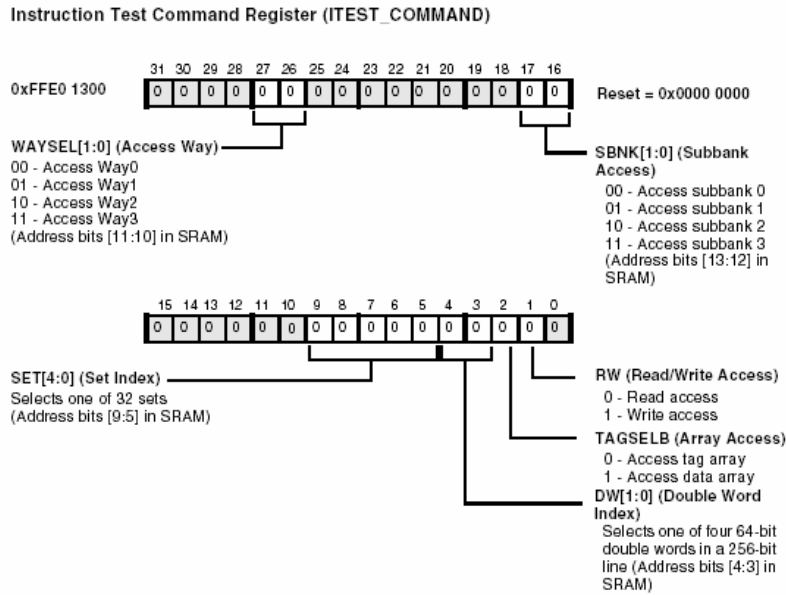 Instruction Test Command Register (ITEST_COMMAND)
31 30 29 28 27 26 25 24 23 22 21 20 19 18 17 16
0xFFE0 1300
0 0 0 0 0 0 0 0 0 0 0 0 0 0 0 0
Reset = 0x0000 0000
WAYSEL[1:0] (Access Way)
00 - Access Way0
01 - Access Way1
10 - Access Way2
11 - Access Way3
(Address bits [11:10] in SRAM)
SBNK[1:0] (Subbank
Access)
00 - Access subbank 0
01 - Access subbank 1
10 - Access subbank 2
11 - Access subbank 3
(Address bits [13:12] in
SRAM)
15 14 13 12 11 10 9 8 7 6 5 4 3 2 1 0
0 0 0 0 0 0 0 0 0 0 0 0 0 0 0 0
SET[4:0] (Set Index)
Selects one of 32 sets
(Address bits [9:5] in SRAM)
RW (Read/Write Access)
0 - Read access
1 - Write access
TAGSELB (Array Access)
0 - Access tag array
1 - Access data array
DW[1:0] (Double Word
Index)
Selects one of four 64-bit
double words in a 256-bit
line (Address bits [4:3] in
SRAM)